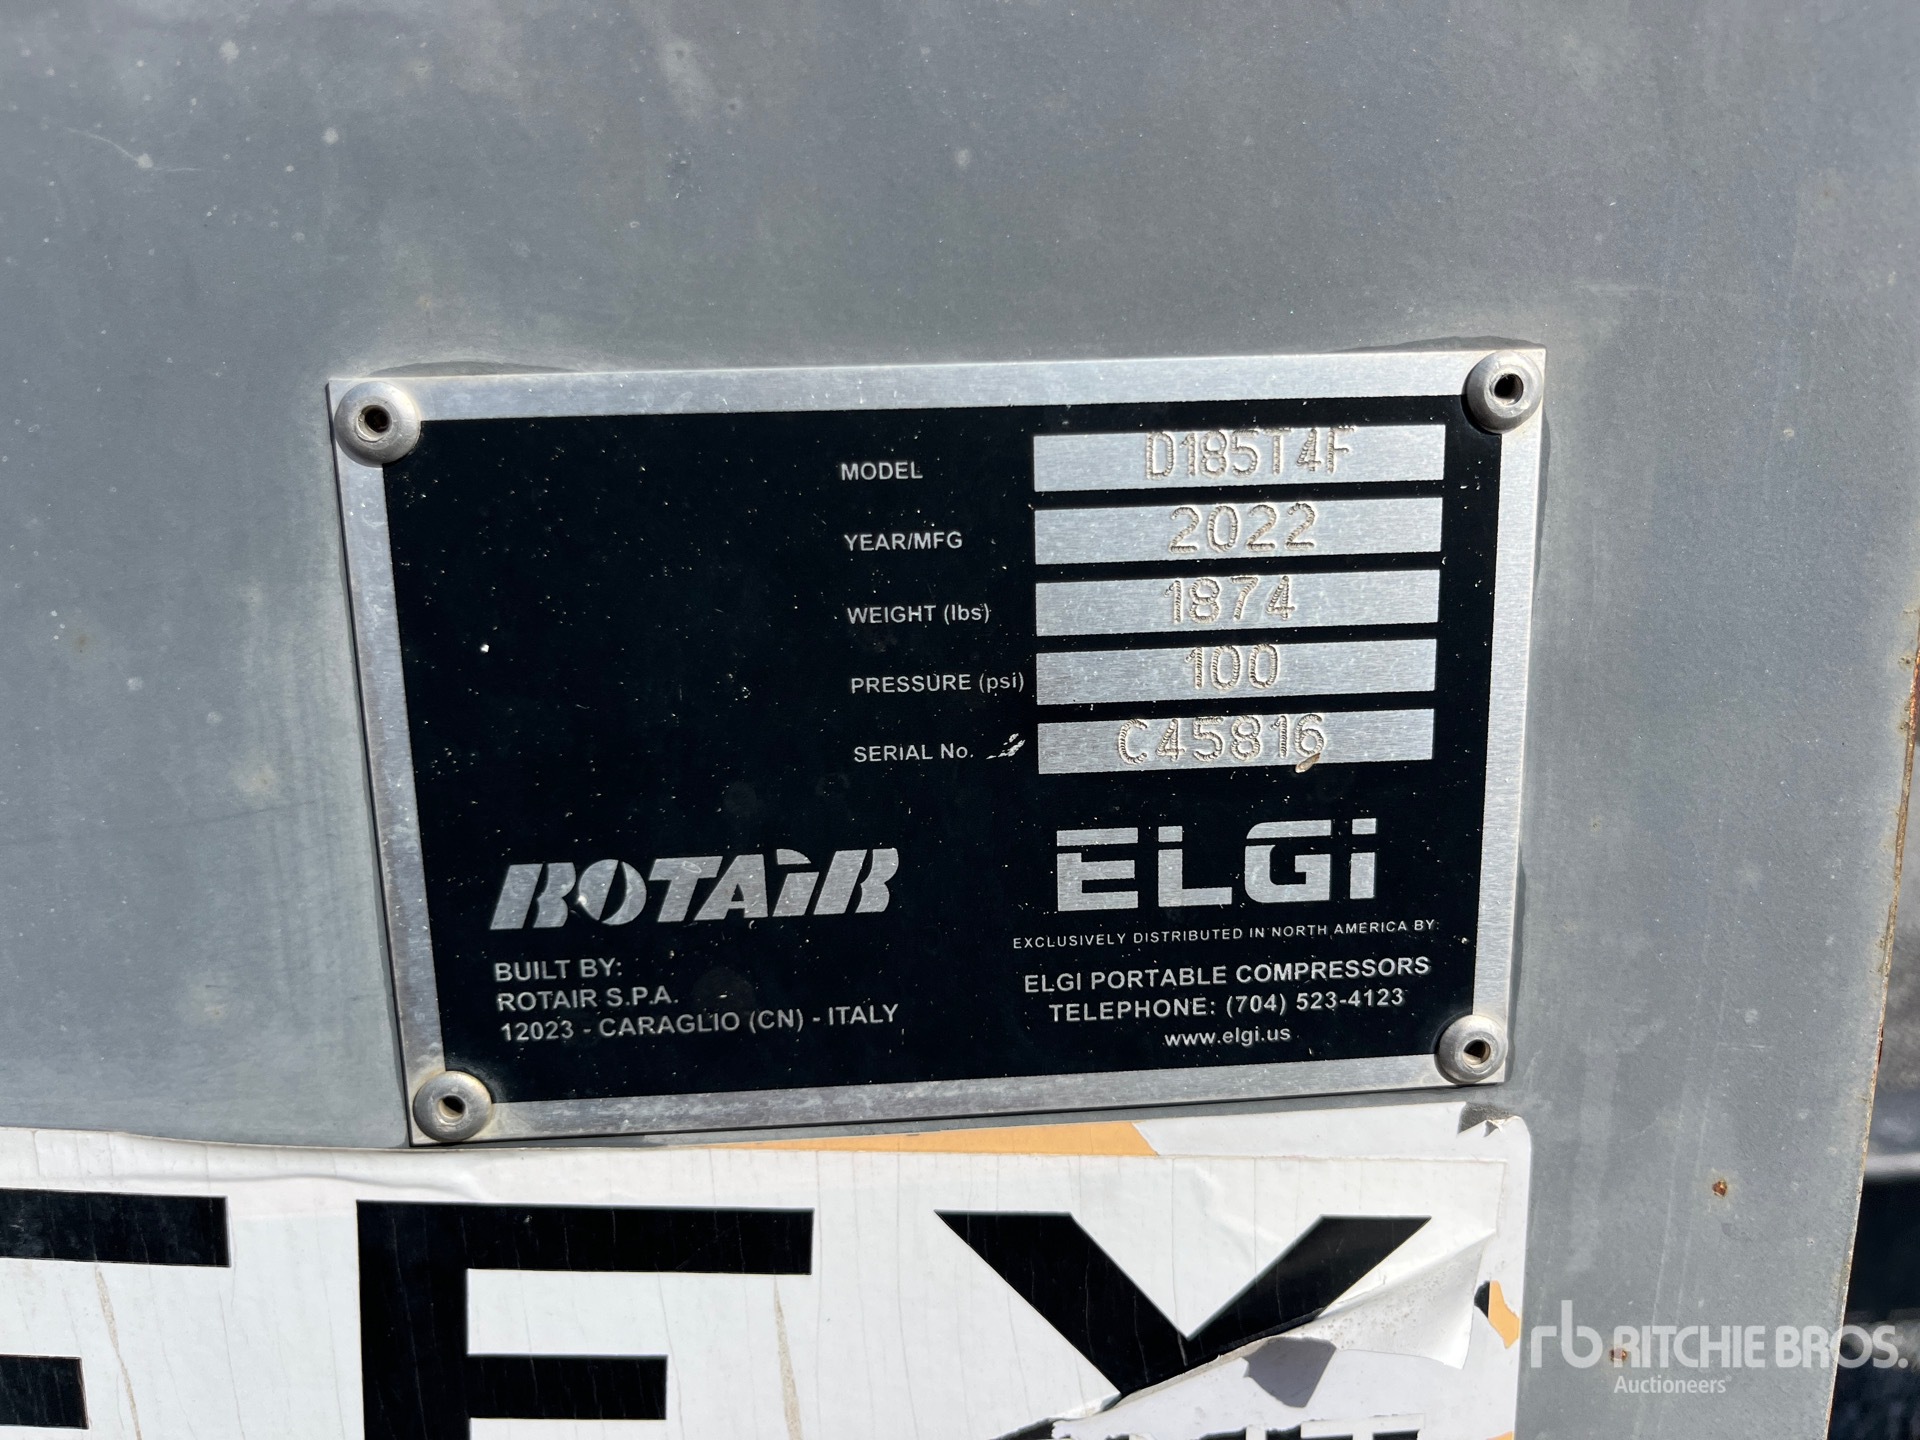 MODEL D185T4F
YEAR/MFG 2022
WEIGHT (lbs) 1874
PRESSURE (psi) 100
SERIAL No. C45816
ROTAIR
BUILT BY:
ROTAIR S.P.A.
12023 - CARAGLIO (CN) - ITALY
ELGi
EXCLUSIVELY DISTRIBUTED IN NORTH AMERICA BY:
ELGI PORTABLE COMPRESSORS
TELEPHONE: (704) 523-4123
www.elgi.us
rb RITCHIE BROS.
Auctioneers